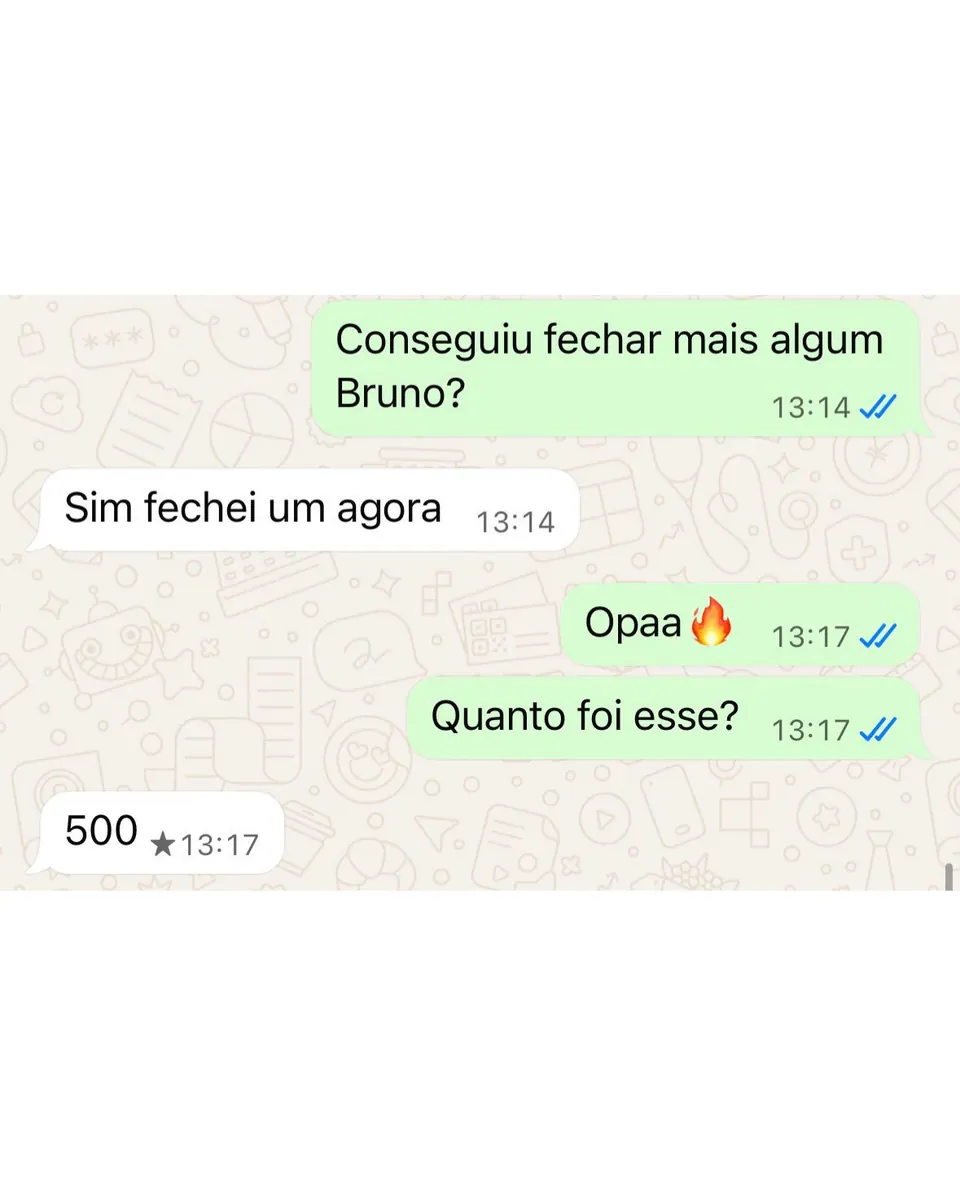 Conseguiu fechar mais algum
Bruno?
13:14
Sim fechei um agora
13:14
Opaa🔥
13:17
Quanto foi esse?
13:17
500
★13:17